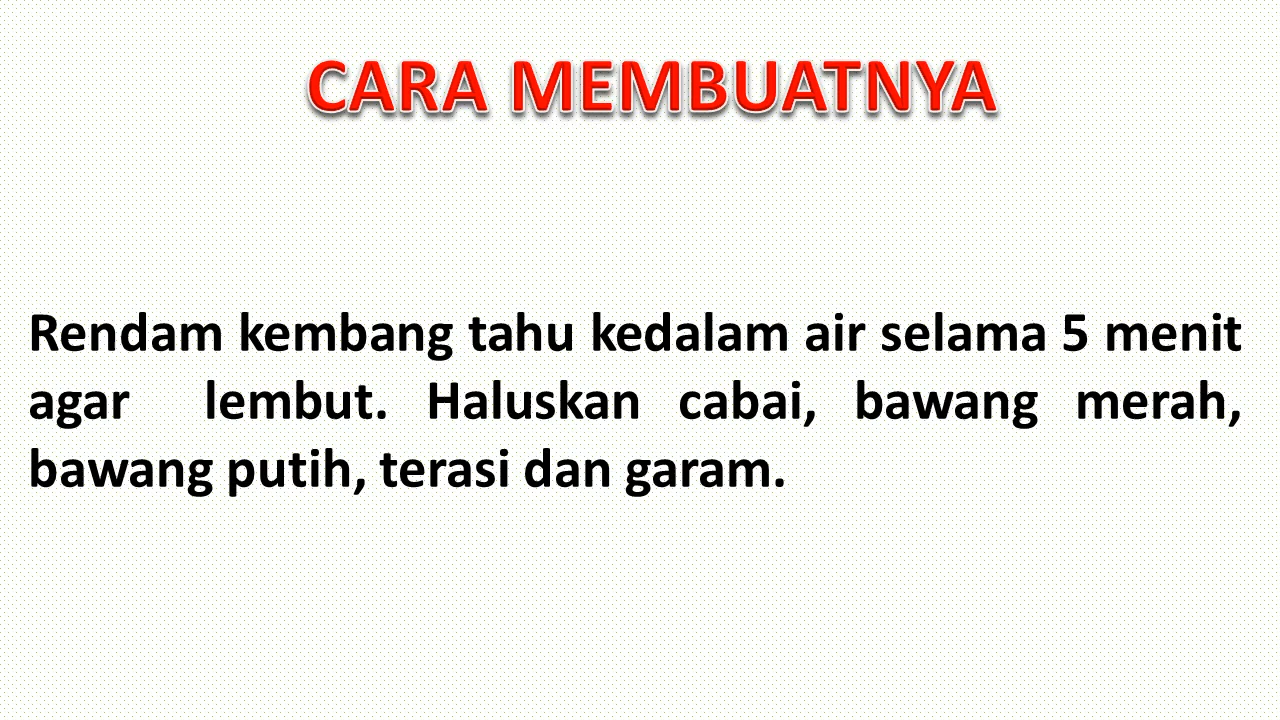 CARA MEMBUATNYA
Rendam kembang tahu kedalam air selama 5 menit
agar lembut. Haluskan cabai, bawang merah,
bawang putih, terasi dan garam.